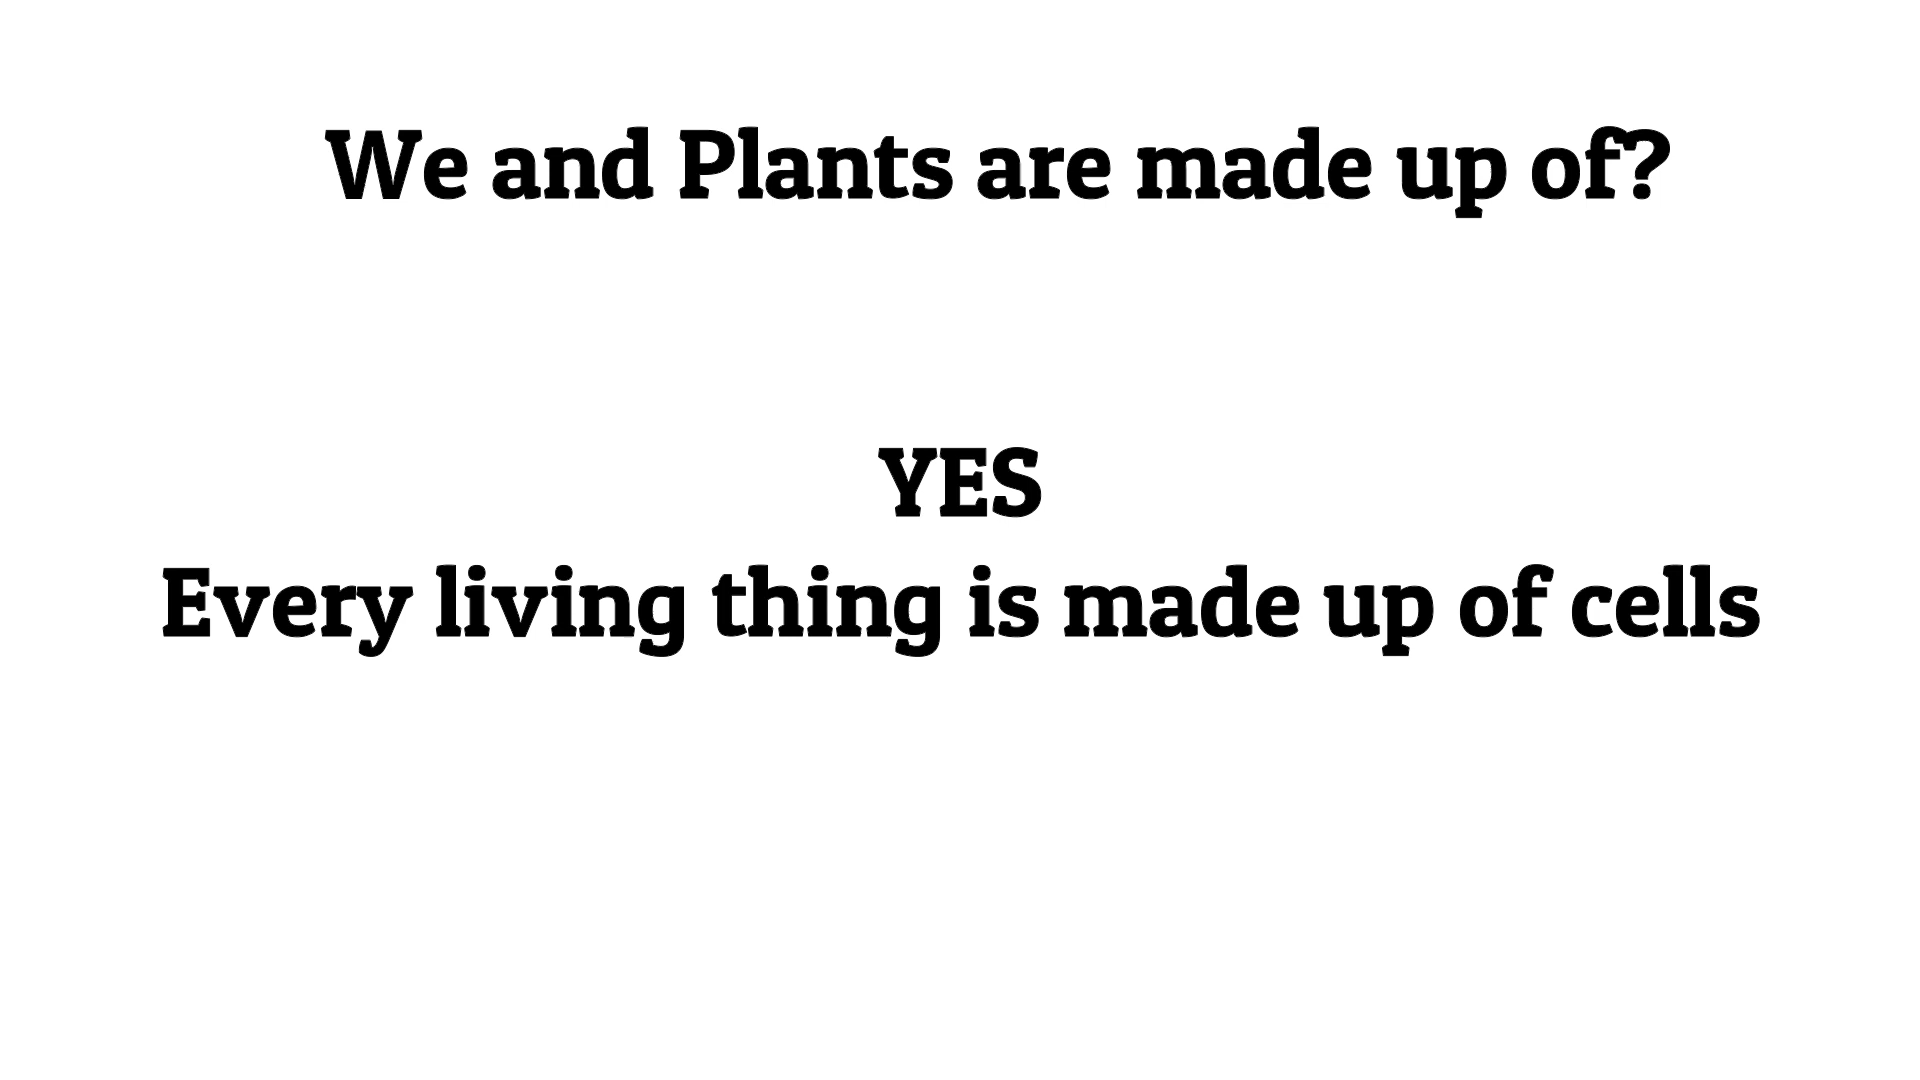 We and Plants are made up of?
YES
Every living thing is made up of cells